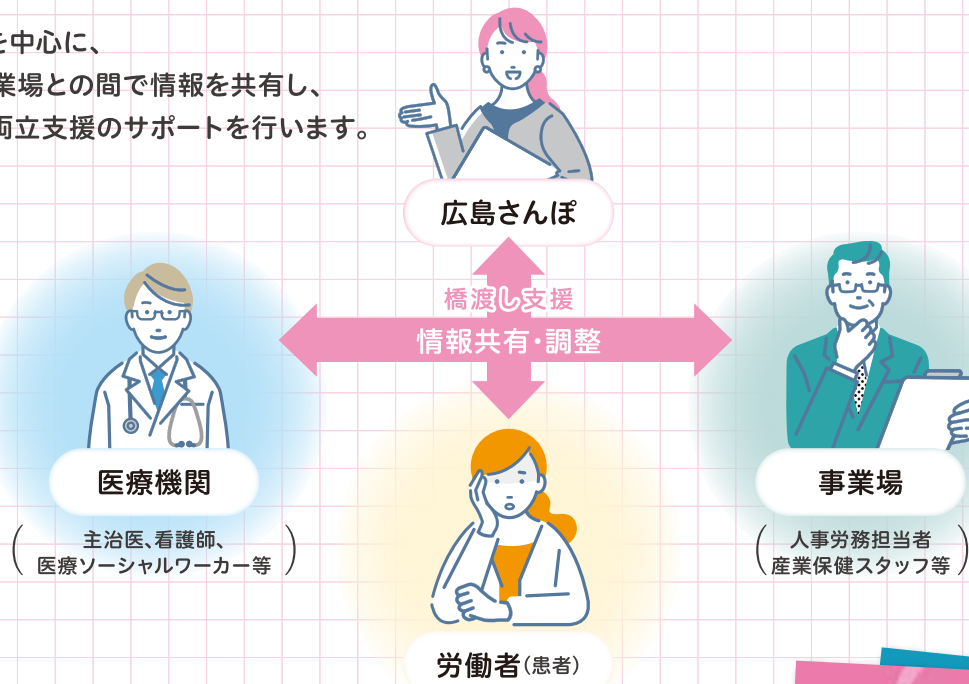 を中心に、
業場との間で情報を共有し、
両立支援のサポートを行います。
広島さんぽ
橋渡し支援
情報共有・調整
医療機関
(主治医、看護師、
医療ソーシャルワーカー等)
事業場
(人事労務担当者
産業保健スタッフ等)
労働者(患者)